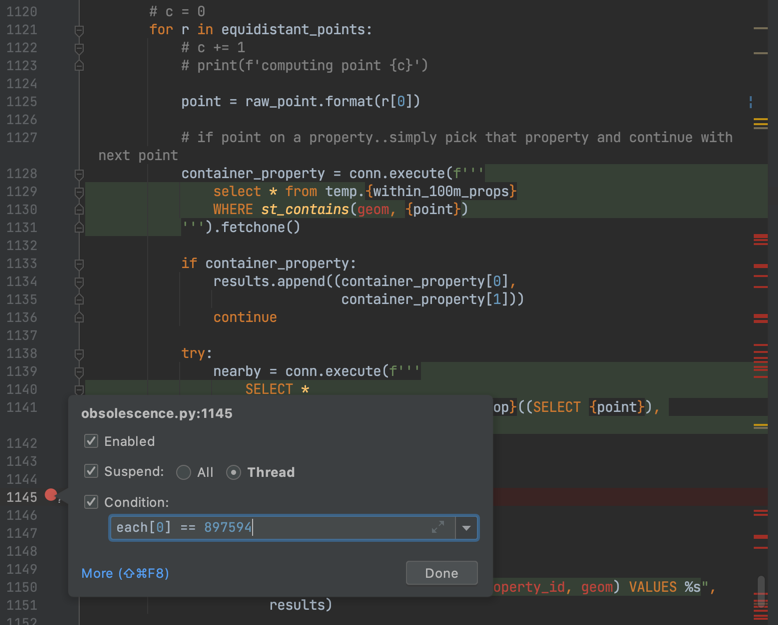 1120 # c = 0
1121 for r in equidistant_points:
1122 # c += 1
1123 # print(f'computing point {c}')
1124
1125 point = raw_point.format(r[0])
1126
1127 # if point on a property..simply pick that property and continue with
next point
1128 container_property = conn.execute(f'''
1129 select * from temp.{within_100m_props}
1130 WHERE st_contains(geom, {point})
1131 ''').fetchone()
1132
1133 if container_property:
1134 results.append((container_property[0],
1135 container_property[1]))
1136 continue
1137
1138 try:
1139 nearby = conn.execute(f'''
1140 SELECT *
1141 op}((SELECT {point}),
obsolescence.py:1145
Enabled
1142
1143
Suspend: All Thread
1144
1145
Condition:
1146
each[0] == 897594
1147
1148
1149
More (⇧⌘F8) Done
1150 operty_id, geom) VALUES %s",
1151 results)
1152